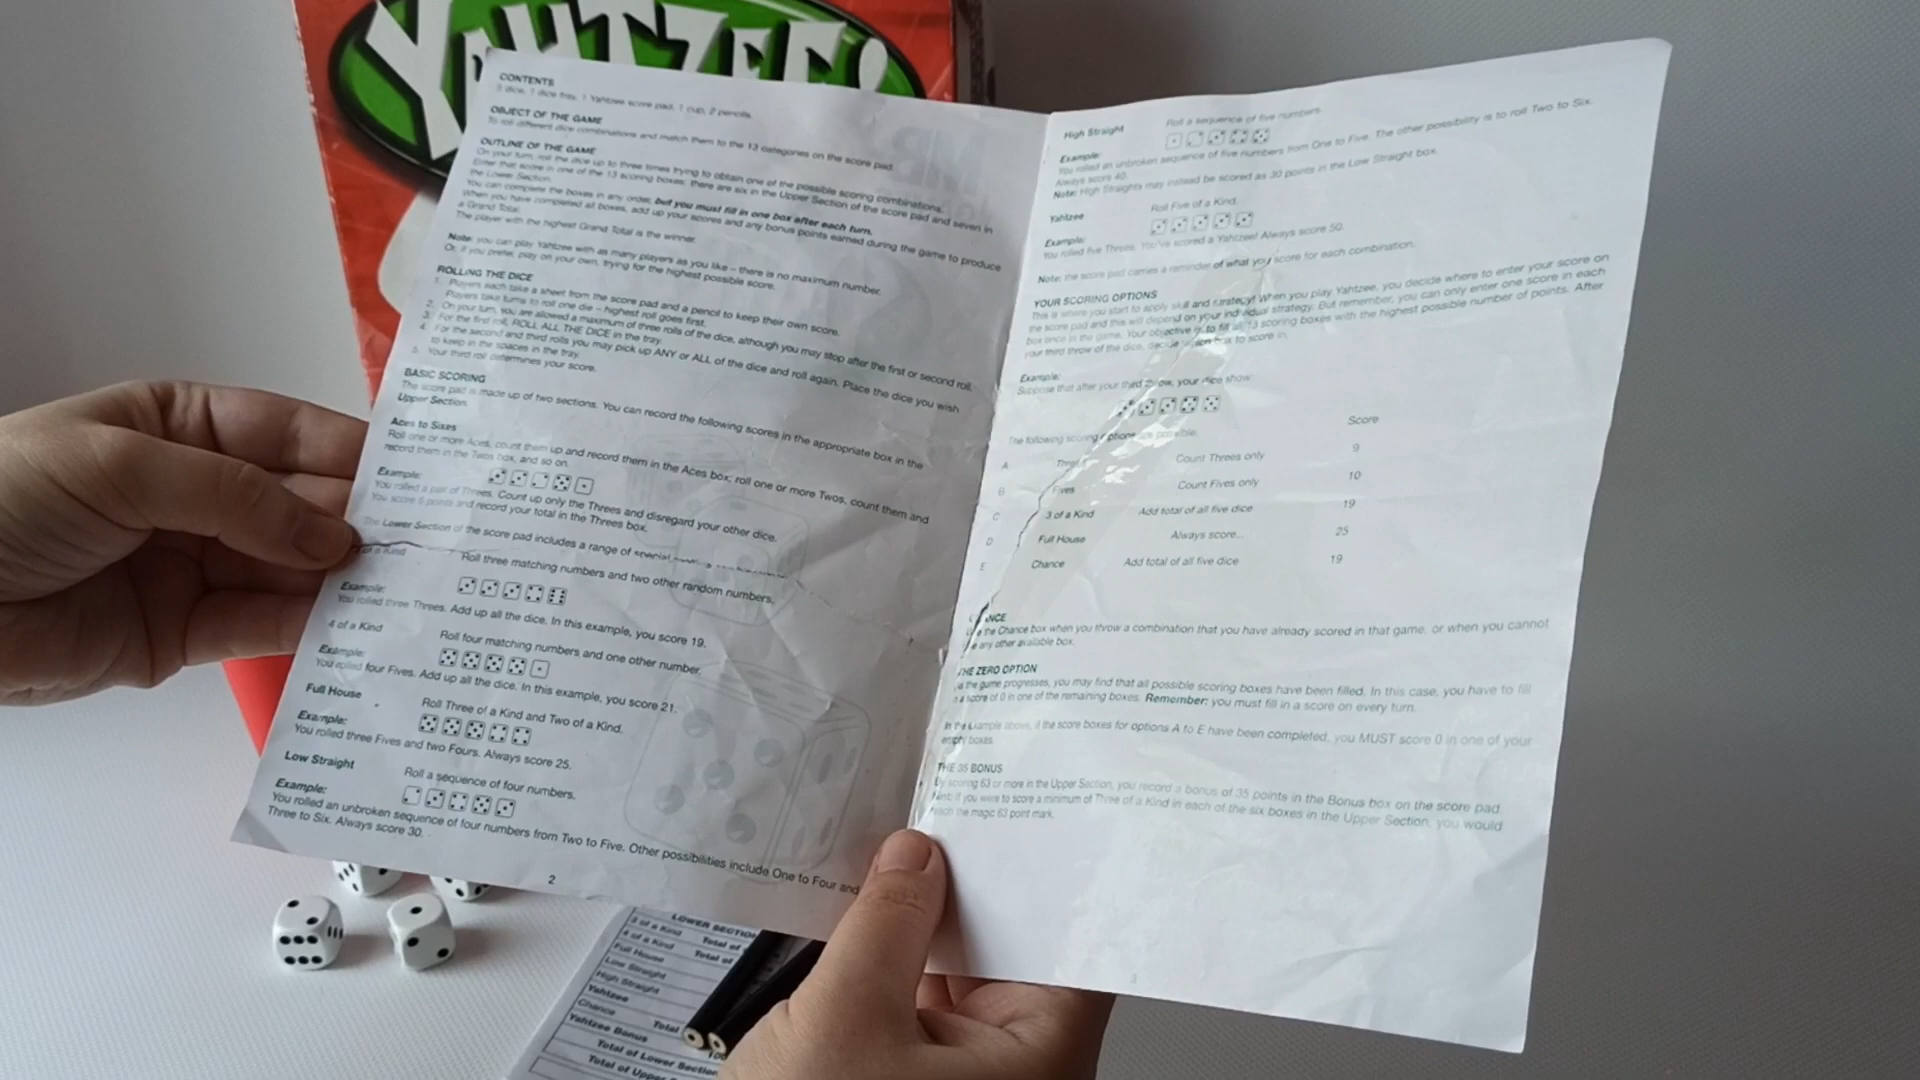 YAHTZEE!
CONTENTS
5 dice, 1 dice tray, 1 Yahtzee score pad, 1 cup, 2 pencils.
OBJECT OF THE GAME
To roll different dice combinations and match them to the 13 categories on the score pad.
OUTLINE OF THE GAME
On your turn, roll the dice up to three times trying to obtain one of the possible scoring combinations.
Enter that score in one of the 13 scoring boxes: there are six in the Upper Section of the score pad and seven in
the Lower Section.
You can complete the boxes in any order, but you must fill in one box after each turn.
When you have completed all boxes, add up your scores and any bonus points earned during the game to produce
a Grand Total.
The player with the highest Grand Total is the winner.
Note: you can play Yahtzee with as many players as you like – there is no maximum number.
Or, if you prefer, play on your own, trying for the highest possible score.
ROLLING THE DICE
1. Players each take a sheet from the score pad and a pencil to keep their own score.
Players take turns to roll one die – highest roll goes first.
2. On your turn, you are allowed a maximum of three rolls of the dice, although you may stop after the first or second roll.
3. For the first roll, ROLL ALL THE DICE in the tray.
4. For the second and third rolls you may pick up ANY or ALL of the dice and roll again. Place the dice you wish
to keep in the spaces in the tray.
5. Your third roll determines your score.
BASIC SCORING
The score pad is made up of two sections. You can record the following scores in the appropriate box in the
Upper Section.
Aces to Sixes
Roll one or more Aces, count them up and record them in the Aces box; roll one or more Twos, count them and
record them in the Twos box, and so on.
Example:
You rolled a pair of Threes. Count up only the Threes and disregard your other dice.
You score 6 points and record your total in the Threes box.
The Lower Section of the score pad includes a range of special
of a Kind Roll three matching numbers and two other random numbers.
Example:
You rolled three Threes. Add up all the dice. In this example, you score 19.
4 of a Kind Roll four matching numbers and one other number.
Example:
You rolled four Fives. Add up all the dice. In this example, you score 21.
Full House Roll Three of a Kind and Two of a Kind.
Example:
You rolled three Fives and two Fours. Always score 25.
Low Straight Roll a sequence of four numbers.
Example:
You rolled an unbroken sequence of four numbers from Two to Five. Other possibilities include One to Four and
Three to Six. Always score 30.
2
High Straight Roll a sequence of five numbers.
Example:
You rolled an unbroken sequence of five numbers from One to Five. The other possibility is to roll Two to Six.
Always score 40.
Note: High Straights may instead be scored as 30 points in the Low Straight box.
Yahtzee Roll Five of a Kind.
Example:
You rolled five Threes. You've scored a Yahtzee! Always score 50.
Note: the score pad carries a reminder of what you score for each combination.
YOUR SCORING OPTIONS
This is where you start to apply skill and strategy! When you play Yahtzee, you decide where to enter your score on
the score pad and this will depend on your individual strategy. But remember, you can only enter one score in each
box once in the game. Your objective is to fill all 13 scoring boxes with the highest possible number of points. After
your third throw of the dice, decide which box to score in.
Example:
Suppose that after your third throw, your dice show:
The following scoring options are possible. Score
A Threes Count Threes only 9
B Fives Count Fives only 10
C 3 of a Kind Add total of all five dice 19
D Full House Always score... 25
E Chance Add total of all five dice 19
CHANCE
the Chance box when you throw a combination that you have already scored in that game, or when you cannot
any other available box.
THE ZERO OPTION
As the game progresses, you may find that all possible scoring boxes have been filled. In this case, you have to fill
in a score of 0 in one of the remaining boxes. Remember: you must fill in a score on every turn.
In the example above, if the score boxes for options A to E have been completed, you MUST score 0 in one of your
empty boxes.
THE 35 BONUS
By scoring 63 or more in the Upper Section, you record a bonus of 35 points in the Bonus box on the score pad.
Hint: if you were to score a minimum of Three of a Kind in each of the six boxes in the Upper Section, you would
reach the magic 63 point mark.
3
LOWER SECTION
3 of a Kind Total of
4 of a Kind Total of
Full House
Low Straight
High Straight
Yahtzee
Chance Total
Yahtzee Bonus
Total of Lower Section
Total of Upper